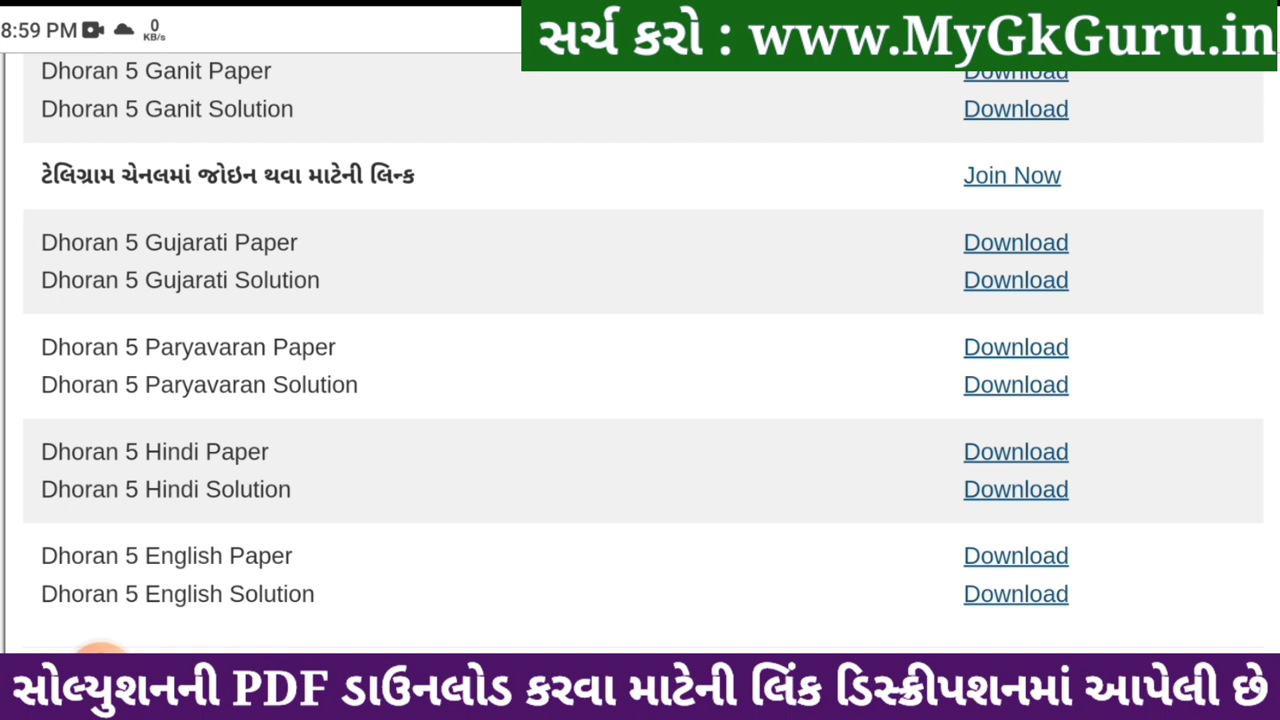 8:59 PM 0 KB/s
સર્ચ કરો : www.MyGkGuru.in
Dhoran 5 Ganit Paper Download
Dhoran 5 Ganit Solution Download
ટેલિગ્રામ ચેનલમાં જોઇન થવા માટેની લિન્ક Join Now
Dhoran 5 Gujarati Paper Download
Dhoran 5 Gujarati Solution Download
Dhoran 5 Paryavaran Paper Download
Dhoran 5 Paryavaran Solution Download
Dhoran 5 Hindi Paper Download
Dhoran 5 Hindi Solution Download
Dhoran 5 English Paper Download
Dhoran 5 English Solution Download
સોલ્યુશનની PDF ડાઉનલોડ કરવા માટેની લિંક ડિસ્ક્રીપશનમાં આપેલી છે